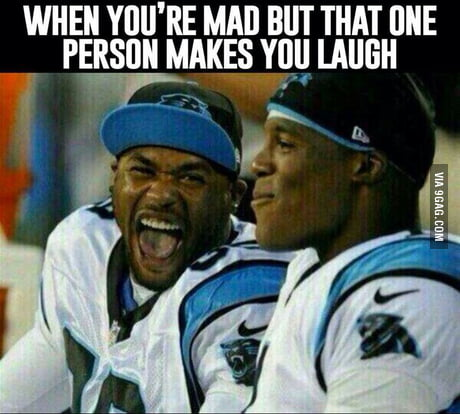 WHEN YOU'RE MAD BUT THAT ONE
PERSON MAKES YOU LAUGH
VIA 9GAG.COM